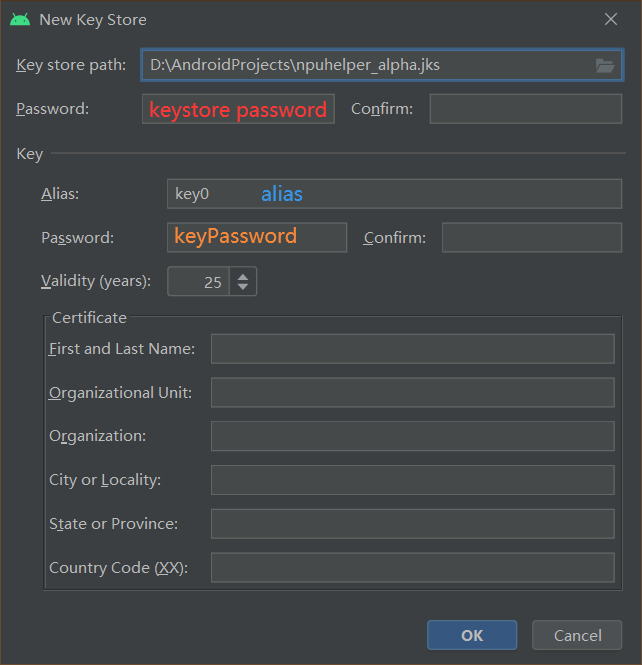 New Key Store
Key store path: D:\AndroidProjects\npuhelper_alpha.jks
Password: keystore password Confirm:
Key
Alias: key0 alias
Password: keyPassword Confirm:
Validity (years): 25
Certificate
First and Last Name:
Organizational Unit:
Organization:
City or Locality:
State or Province:
Country Code (XX):
OK Cancel